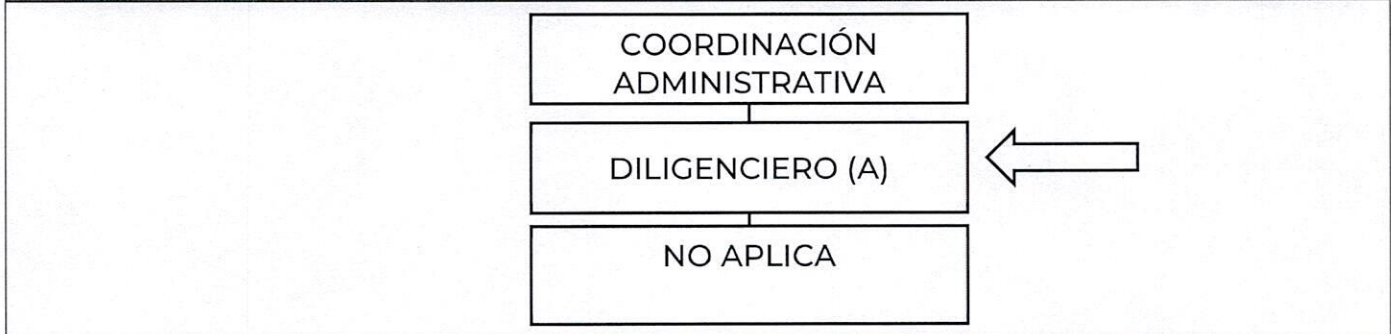 COORDINACIÓN
ADMINISTRATIVA
DILIGENCIERO (A)
NO APLICA